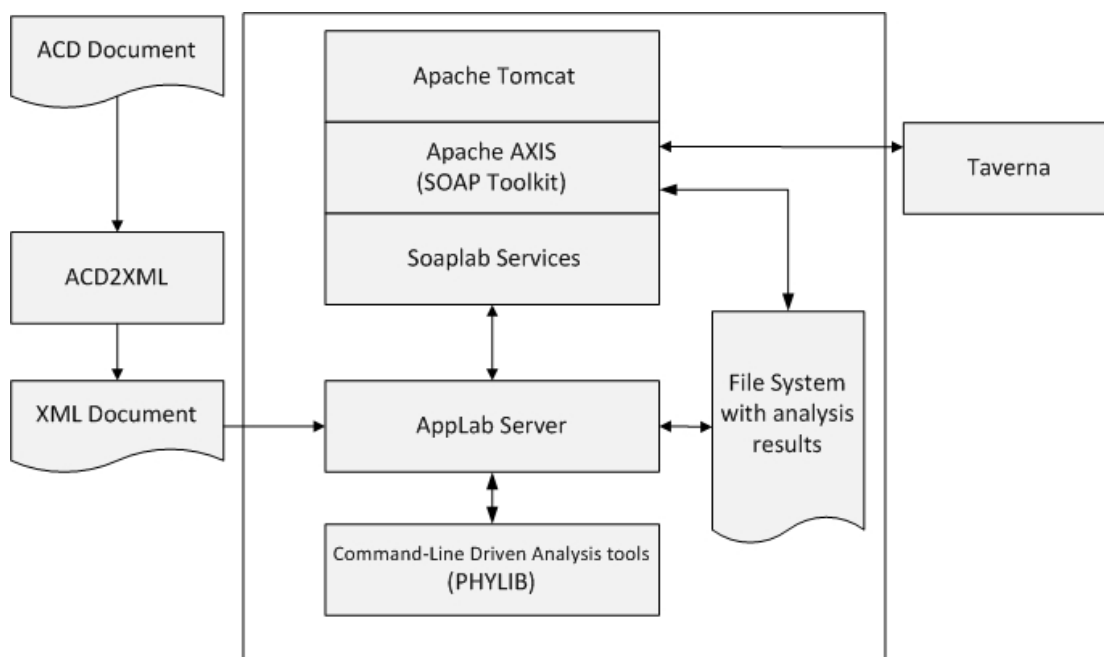 ACD Document
ACD2XML
XML Document
Apache Tomcat
Apache AXIS
(SOAP Toolkit)
Soaplab Services
AppLab Server
Command-Line Driven Analysis tools
(PHYLIB)
File System
with analysis
results
Taverna